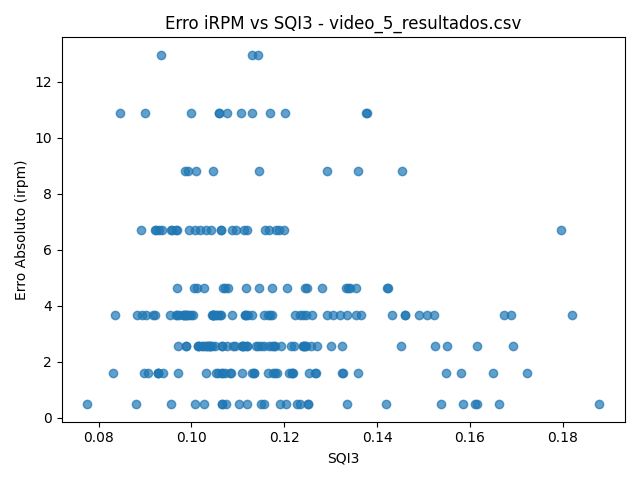 Erro iRPM vs SQI3 - video_5_resultados.csv
Erro Absoluto (irpm)
12
10
8
6
4
2
0
0.08 0.10 0.12 0.14 0.16 0.18
SQI3